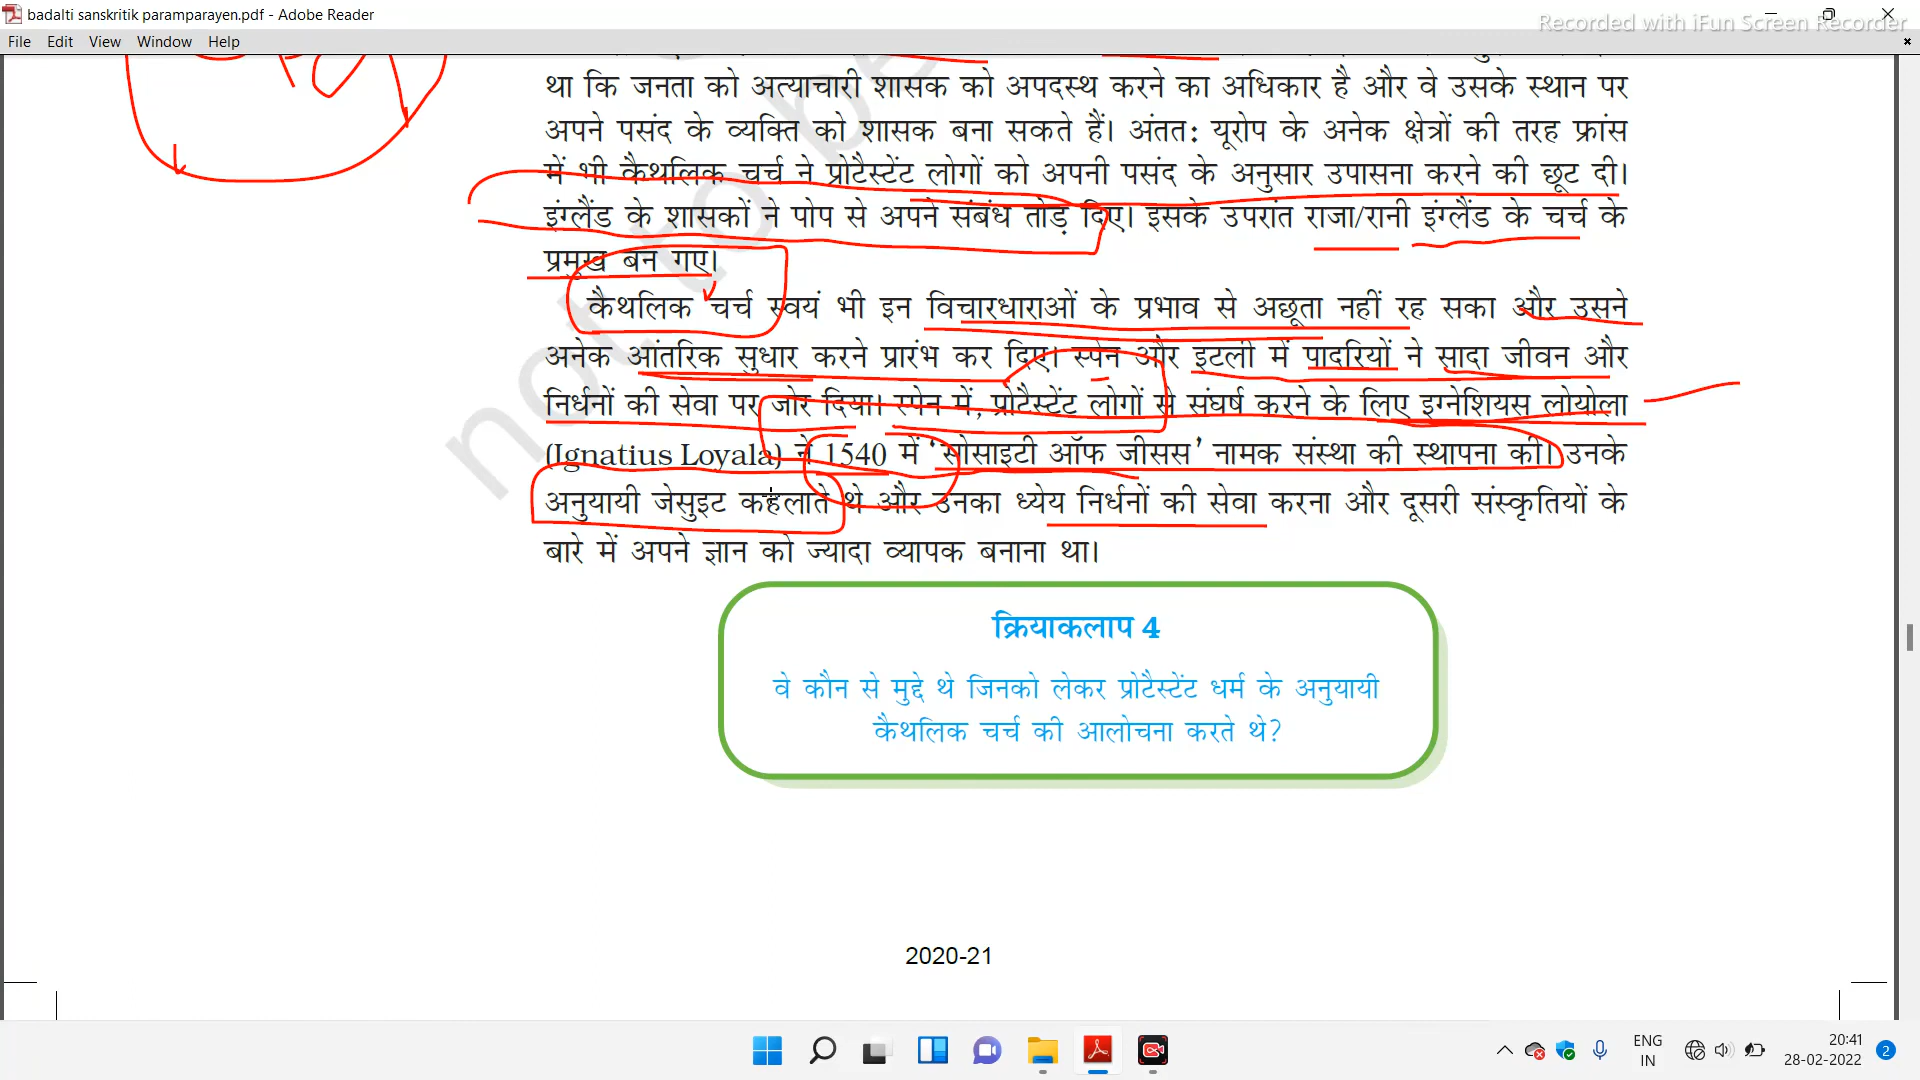 badalti sanskritik paramparayen.pdf - Adobe Reader
Recorded with iFun Screen Recorder
File Edit View Window Help
था कि जनता को अत्याचारी शासक को अपदस्थ करने का अधिकार है और वे उसके स्थान पर
अपने पसंद के व्यक्ति को शासक बना सकते हैं। अंतत: यूरोप के अनेक क्षेत्रों की तरह फ्रांस
में भी कैथलिक चर्च ने प्रोटैस्टेंट लोगों को अपनी पसंद के अनुसार उपासना करने की छूट दी।
इंग्लैंड के शासकों ने पोप से अपने संबंध तोड़ दिए। इसके उपरांत राजा/रानी इंग्लैंड के चर्च के
प्रमुख बन गए।
कैथलिक चर्च स्वयं भी इन विचारधाराओं के प्रभाव से अछूता नहीं रह सका और उसने
अनेक आंतरिक सुधार करने प्रारंभ कर दिए। स्पेन और इटली में पादरियों ने सादा जीवन और
निर्धनों की सेवा पर जोर दिया। स्पेन में, प्रोटैस्टेंट लोगों से संघर्ष करने के लिए इग्नेशियस लोयोला
(Ignatius Loyala) ने 1540 में ‘सोसाइटी ऑफ जीसस’ नामक संस्था की स्थापना की। उनके
अनुयायी जेसुइट कहलाते थे और उनका ध्येय निर्धनों की सेवा करना और दूसरी संस्कृतियों के
बारे में अपने ज्ञान को ज्यादा व्यापक बनाना था।
not to be
क्रियाकलाप 4
वे कौन से मुद्दे थे जिनको लेकर प्रोटैस्टेंट धर्म के अनुयायी
कैथलिक चर्च की आलोचना करते थे?
2020-21
ENG
IN
20:41
28-02-2022
2